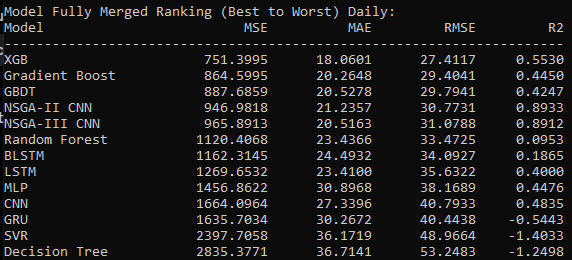 Model Fully Merged Ranking (Best to Worst) Daily:
Model MSE MAE RMSE R2
--------------------------------------------------------------------------------
XGB 751.3995 18.0601 27.4117 0.5530
Gradient Boost 864.5995 20.2648 29.4041 0.4450
GBDT 887.6859 20.5278 29.7941 0.4247
NSGA-II CNN 946.9818 21.2357 30.7731 0.8933
NSGA-III CNN 965.8913 20.5163 31.0788 0.8912
Random Forest 1120.4068 23.4366 33.4725 0.0953
BLSTM 1162.3145 24.4932 34.0927 0.1865
LSTM 1269.6532 23.4100 35.6322 0.4000
MLP 1456.8622 30.8968 38.1689 0.4476
CNN 1664.0964 27.3396 40.7933 0.4835
GRU 1635.7034 30.2672 40.4438 -0.5443
SVR 2397.7058 36.1719 48.9664 -1.4033
Decision Tree 2835.3771 36.7141 53.2483 -1.2498